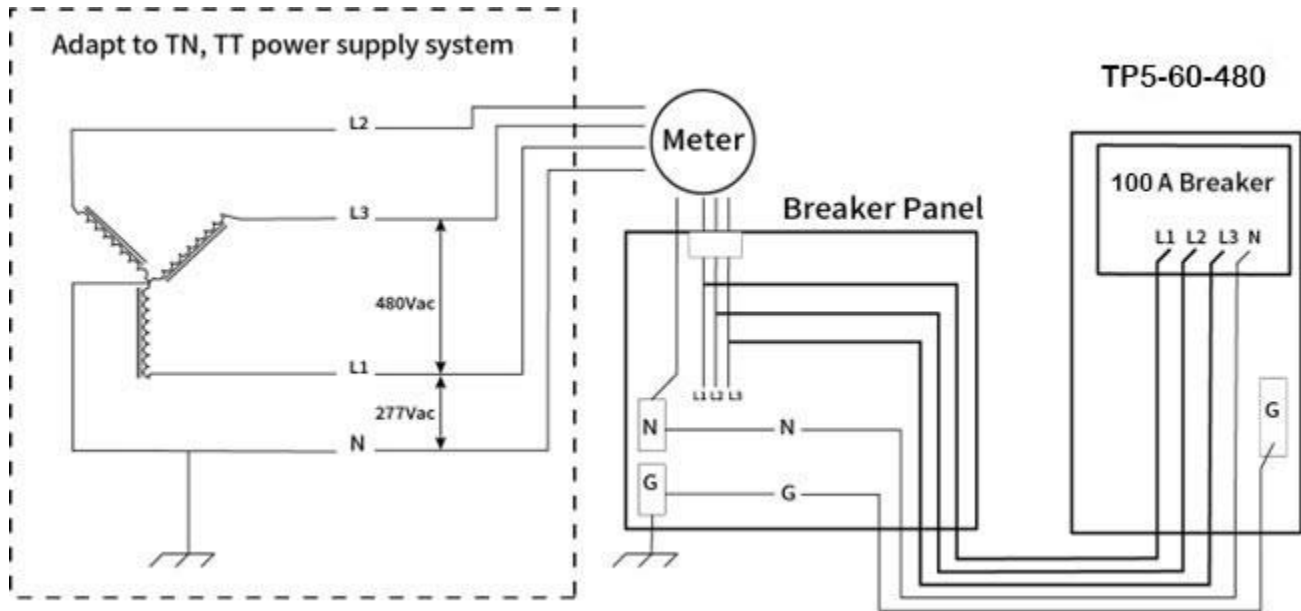 Adapt to TN, TT power supply system
TP5-60-480
L2
Meter
100 A Breaker
L3
Breaker Panel
L1 L2 L3 N
480Vac
L1
L1 L2 L3
277Vac
G
N
N
N
G
G